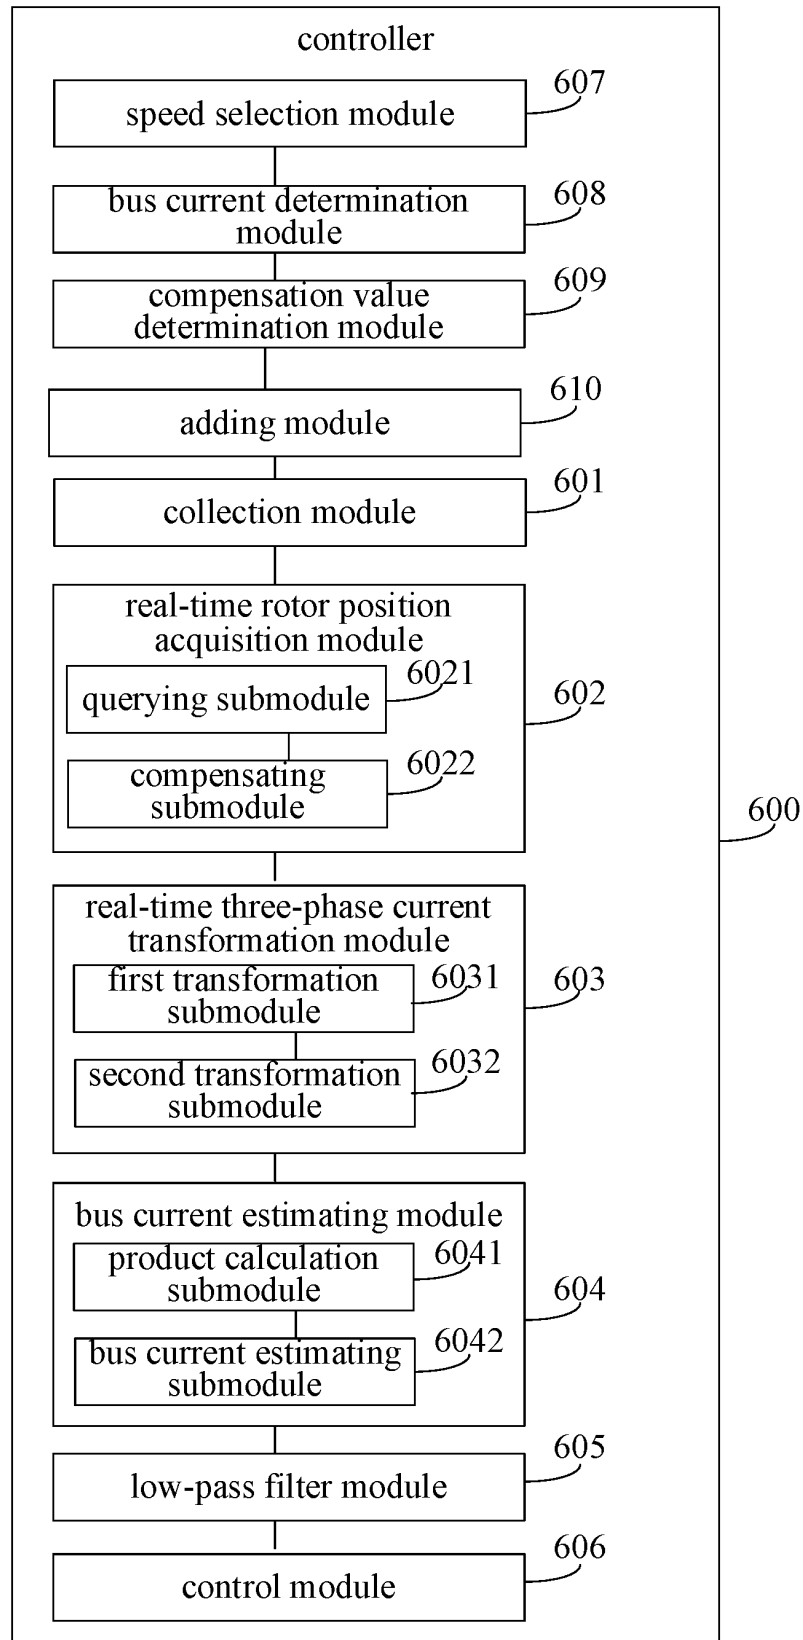 controller
speed selection module
607
bus current determination
module
608
compensation value
determination module
609
adding module
610
collection module
601
real-time rotor position
acquisition module
querying submodule
6021
compensating
submodule
6022
602
600
real-time three-phase current
transformation module
first transformation
submodule
6031
second transformation
submodule
6032
603
bus current estimating module
product calculation
submodule
6041
bus current estimating
submodule
6042
604
low-pass filter module
605
control module
606